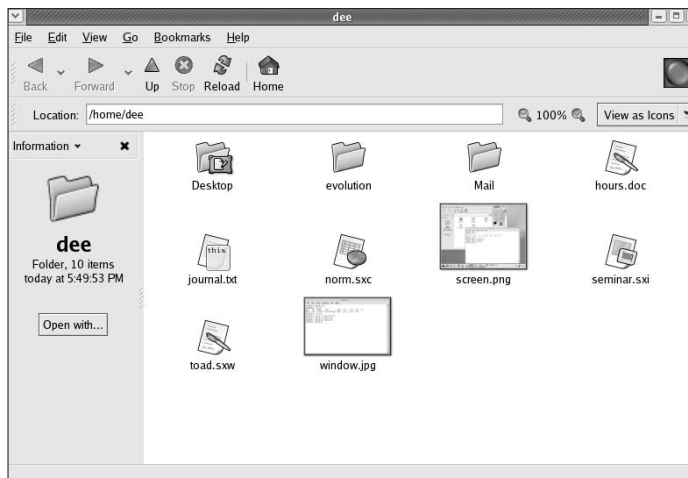 dee
File Edit View Go Bookmarks Help
Back Forward Up Stop Reload Home
Location: /home/dee 100% View as Icons
Information
Desktop evolution Mail hours.doc
dee
Folder, 10 items
today at 5:49:53 PM
this
journal.txt norm.sxc screen.png seminar.sxi
Open with...
toad.sxw window.jpg